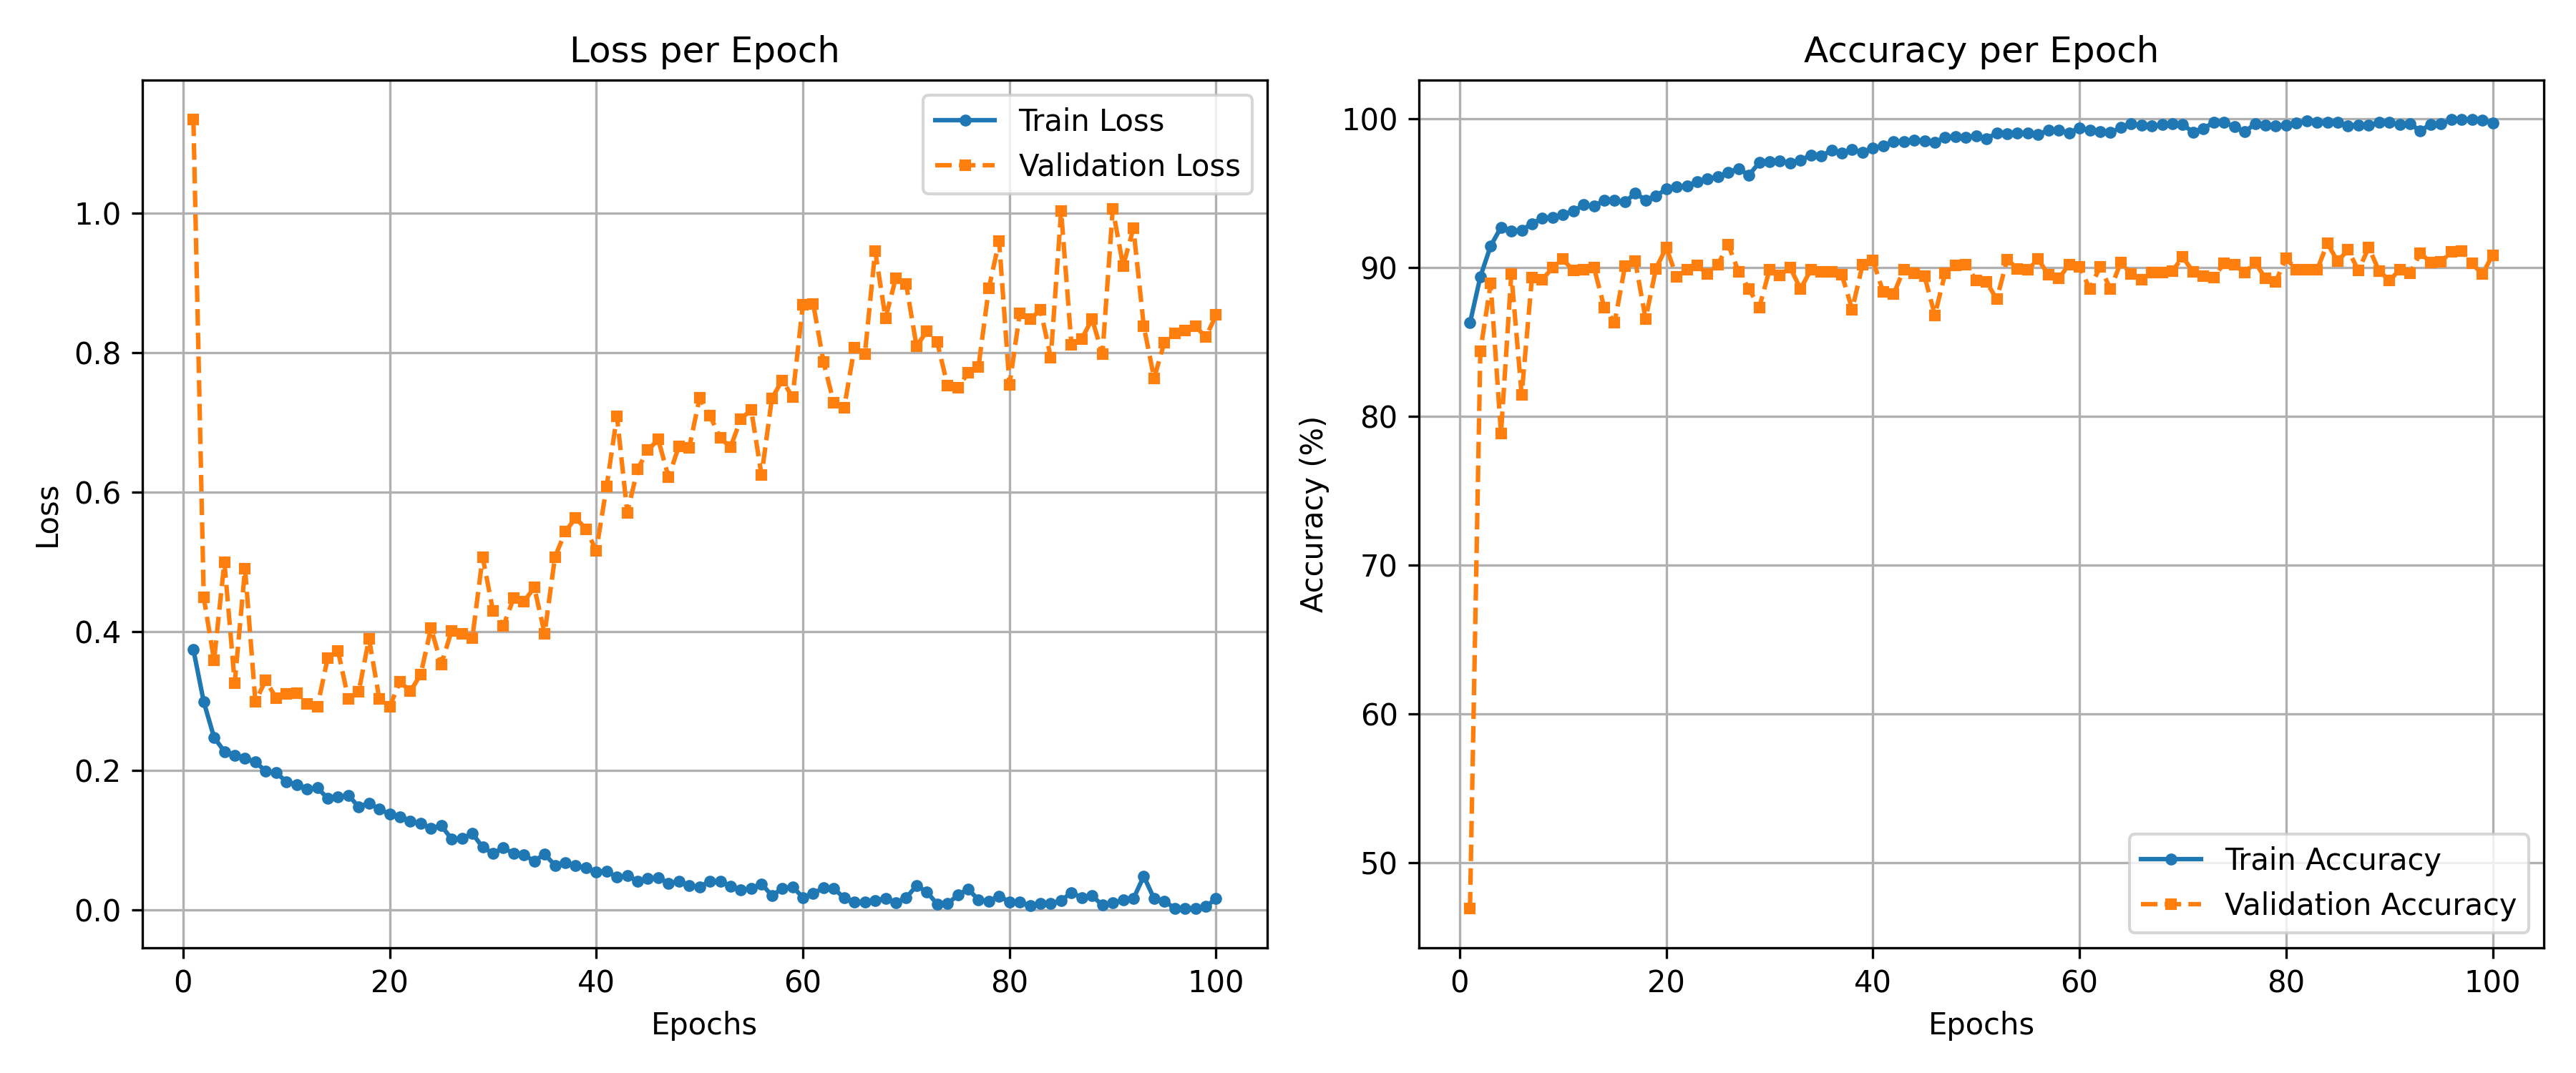 Loss per Epoch
Train Loss
Validation Loss
Loss
1.0
0.8
0.6
0.4
0.2
0.0
0 20 40 60 80 100
Epochs
Accuracy per Epoch
Accuracy (%)
100
90
80
70
60
50
Train Accuracy
Validation Accuracy
0 20 40 60 80 100
Epochs